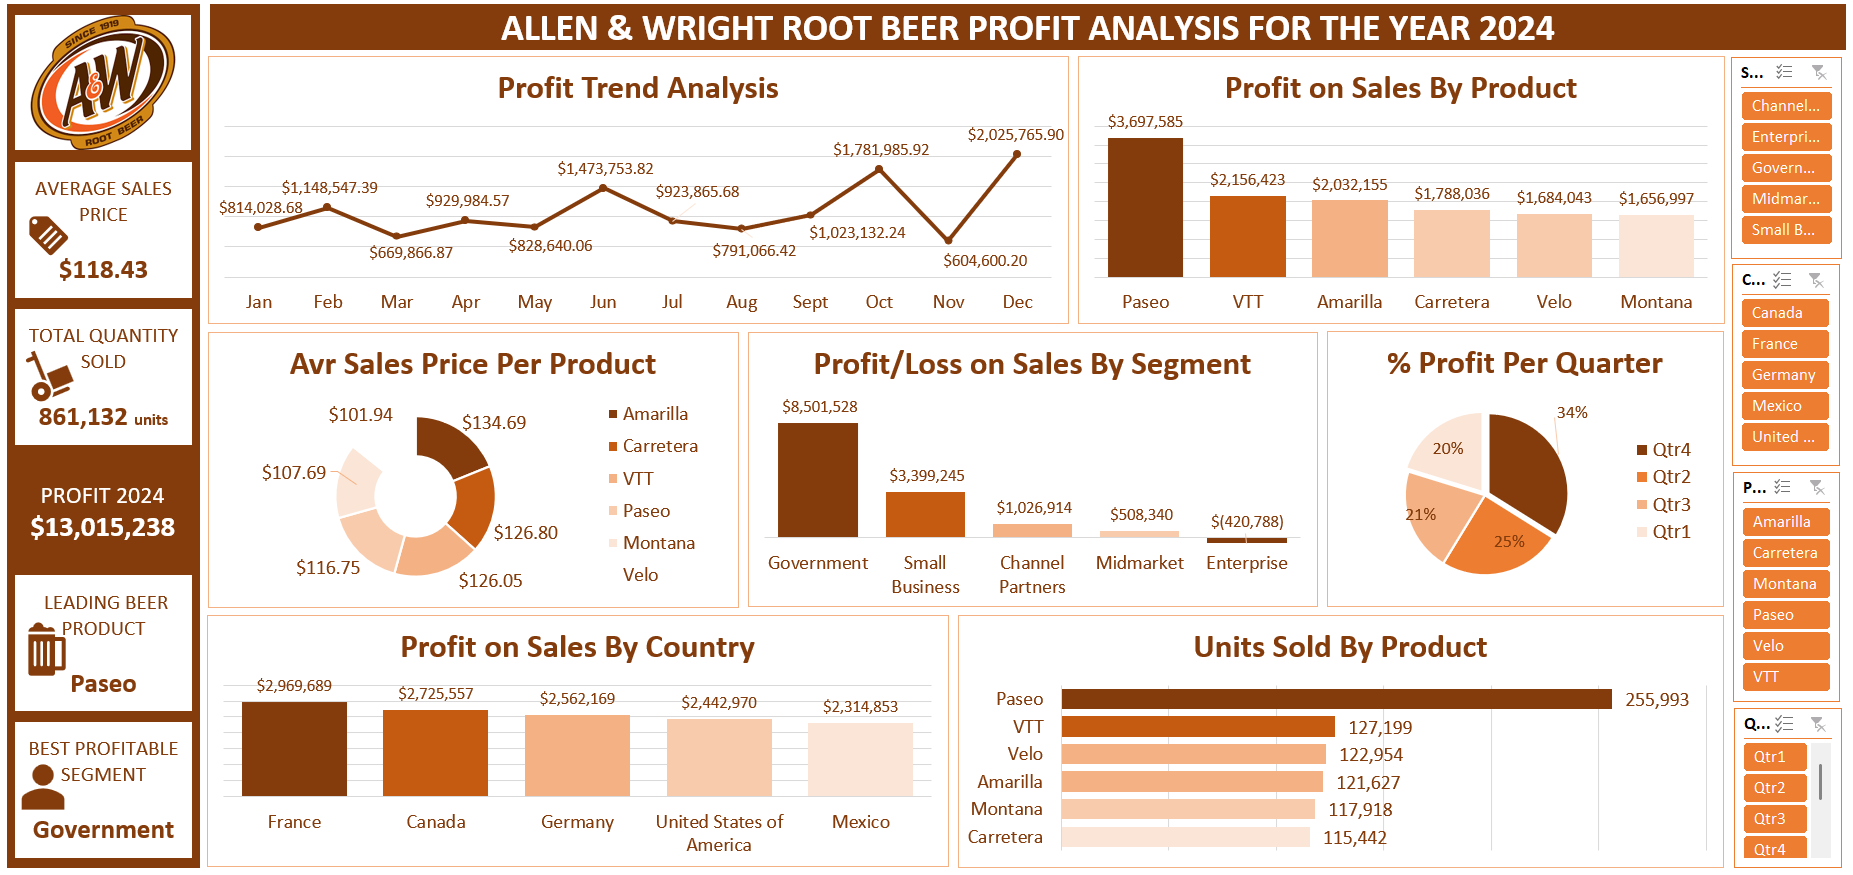 ALLEN & WRIGHT ROOT BEER PROFIT ANALYSIS FOR THE YEAR 2024
SINCE 1919
A&W
ROOT BEER
AVERAGE SALES
PRICE
$118.43
TOTAL QUANTITY
SOLD
861,132 units
PROFIT 2024
$13,015,238
LEADING BEER
PRODUCT
Paseo
BEST PROFITABLE
SEGMENT
Government
Profit Trend Analysis
$814,028.68
$1,148,547.39
$669,866.87
$929,984.57
$828,640.06
$1,473,753.82
$923,865.68
$791,066.42
$1,023,132.24
$1,781,985.92
$604,600.20
$2,025,765.90
Jan Feb Mar Apr May Jun Jul Aug Sept Oct Nov Dec
Profit on Sales By Product
$3,697,585
$2,156,423
$2,032,155
$1,788,036
$1,684,043
$1,656,997
Paseo VTT Amarilla Carretera Velo Montana
Avr Sales Price Per Product
$134.69
$126.80
$126.05
$116.75
$107.69
$101.94
Amarilla
Carretera
VTT
Paseo
Montana
Velo
Profit/Loss on Sales By Segment
$8,501,528
$3,399,245
$1,026,914
$508,340
$(420,788)
Government
Small
Business
Channel
Partners
Midmarket
Enterprise
% Profit Per Quarter
34%
25%
21%
20%
Qtr4
Qtr2
Qtr3
Qtr1
Profit on Sales By Country
$2,969,689
$2,725,557
$2,562,169
$2,442,970
$2,314,853
France
Canada
Germany
United States of
America
Mexico
Units Sold By Product
Paseo 255,993
VTT 127,199
Velo 122,954
Amarilla 121,627
Montana 117,918
Carretera 115,442
S...
Channel...
Enterpri...
Govern...
Midmar...
Small B...
C...
Canada
France
Germany
Mexico
United ...
P...
Amarilla
Carretera
Montana
Paseo
Velo
VTT
Q...
Qtr1
Qtr2
Qtr3
Qtr4